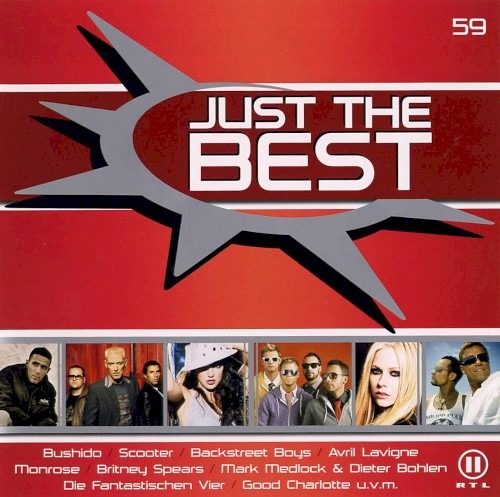 59
JUST THE
BEST
Bushido / Scooter / Backstreet Boys / Avril Lavigne
Monrose / Britney Spears / Mark Medlock & Dieter Bohlen
Die Fantastischen Vier / Good Charlotte u.v.m.
II
RTL